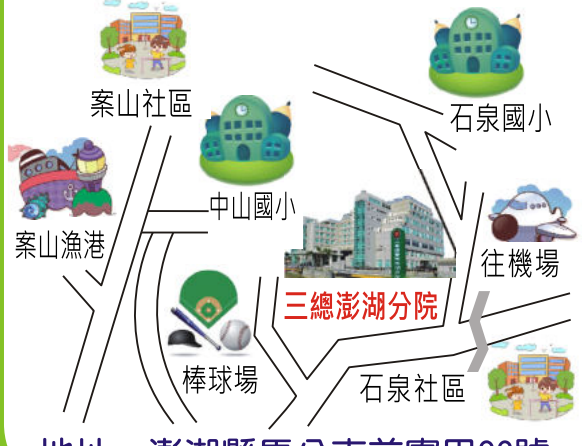 案山社區
石泉國小
中山國小
案山漁港
往機場
三總澎湖分院
棒球場
石泉社區